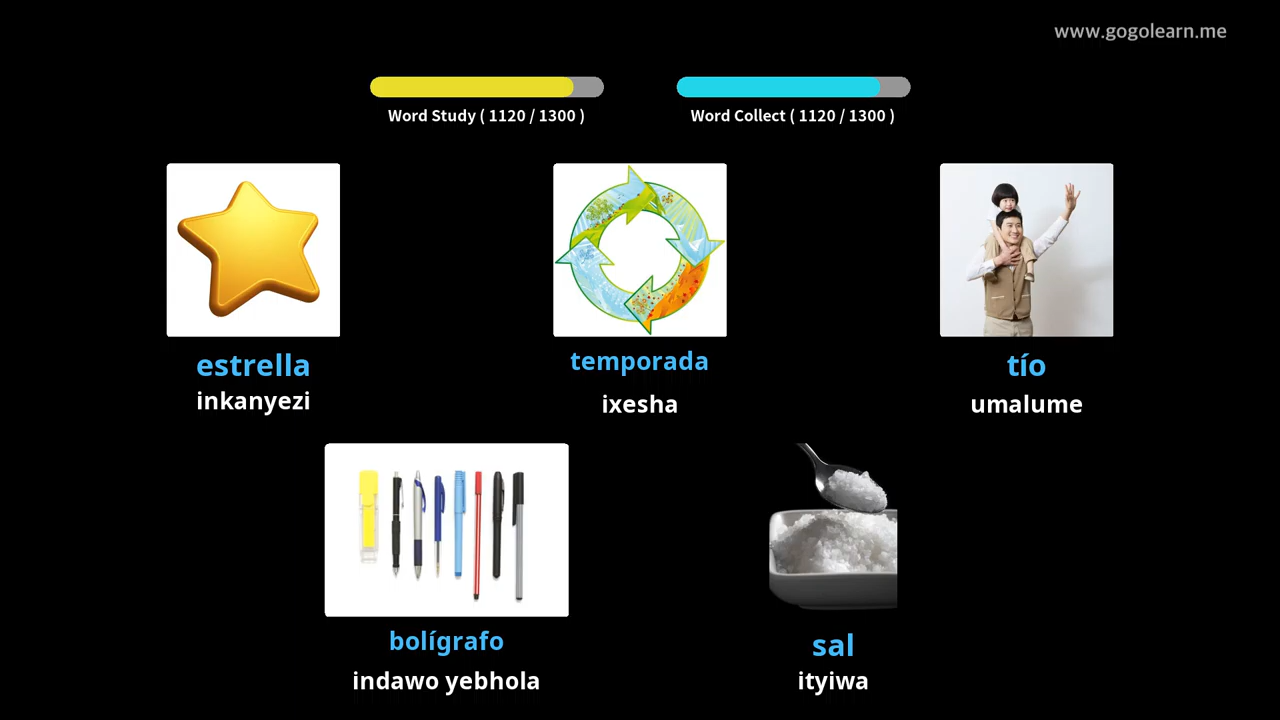 www.gogolearn.me
Word Study ( 1120 / 1300 )
Word Collect ( 1120 / 1300 )
estrella
inkanyezi
temporada
ixesha
tío
umalume
bolígrafo
indawo yebhola
sal
ityiwa